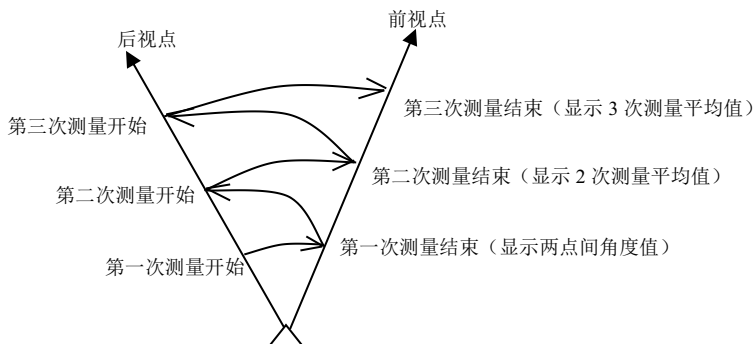 前视点
后视点
第三次测量结束（显示 3 次测量平均值）
第三次测量开始
第二次测量结束（显示 2 次测量平均值）
第二次测量开始
第一次测量结束（显示两点间角度值）
第一次测量开始